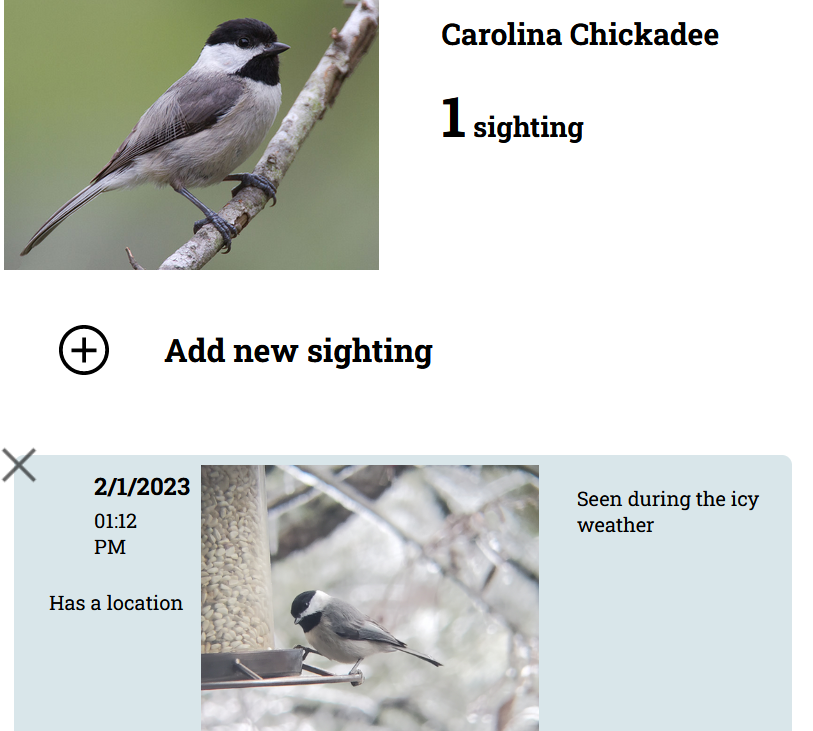 Carolina Chickadee
1 sighting
Add new sighting
2/1/2023
01:12
PM
Has a location
Seen during the icy
weather